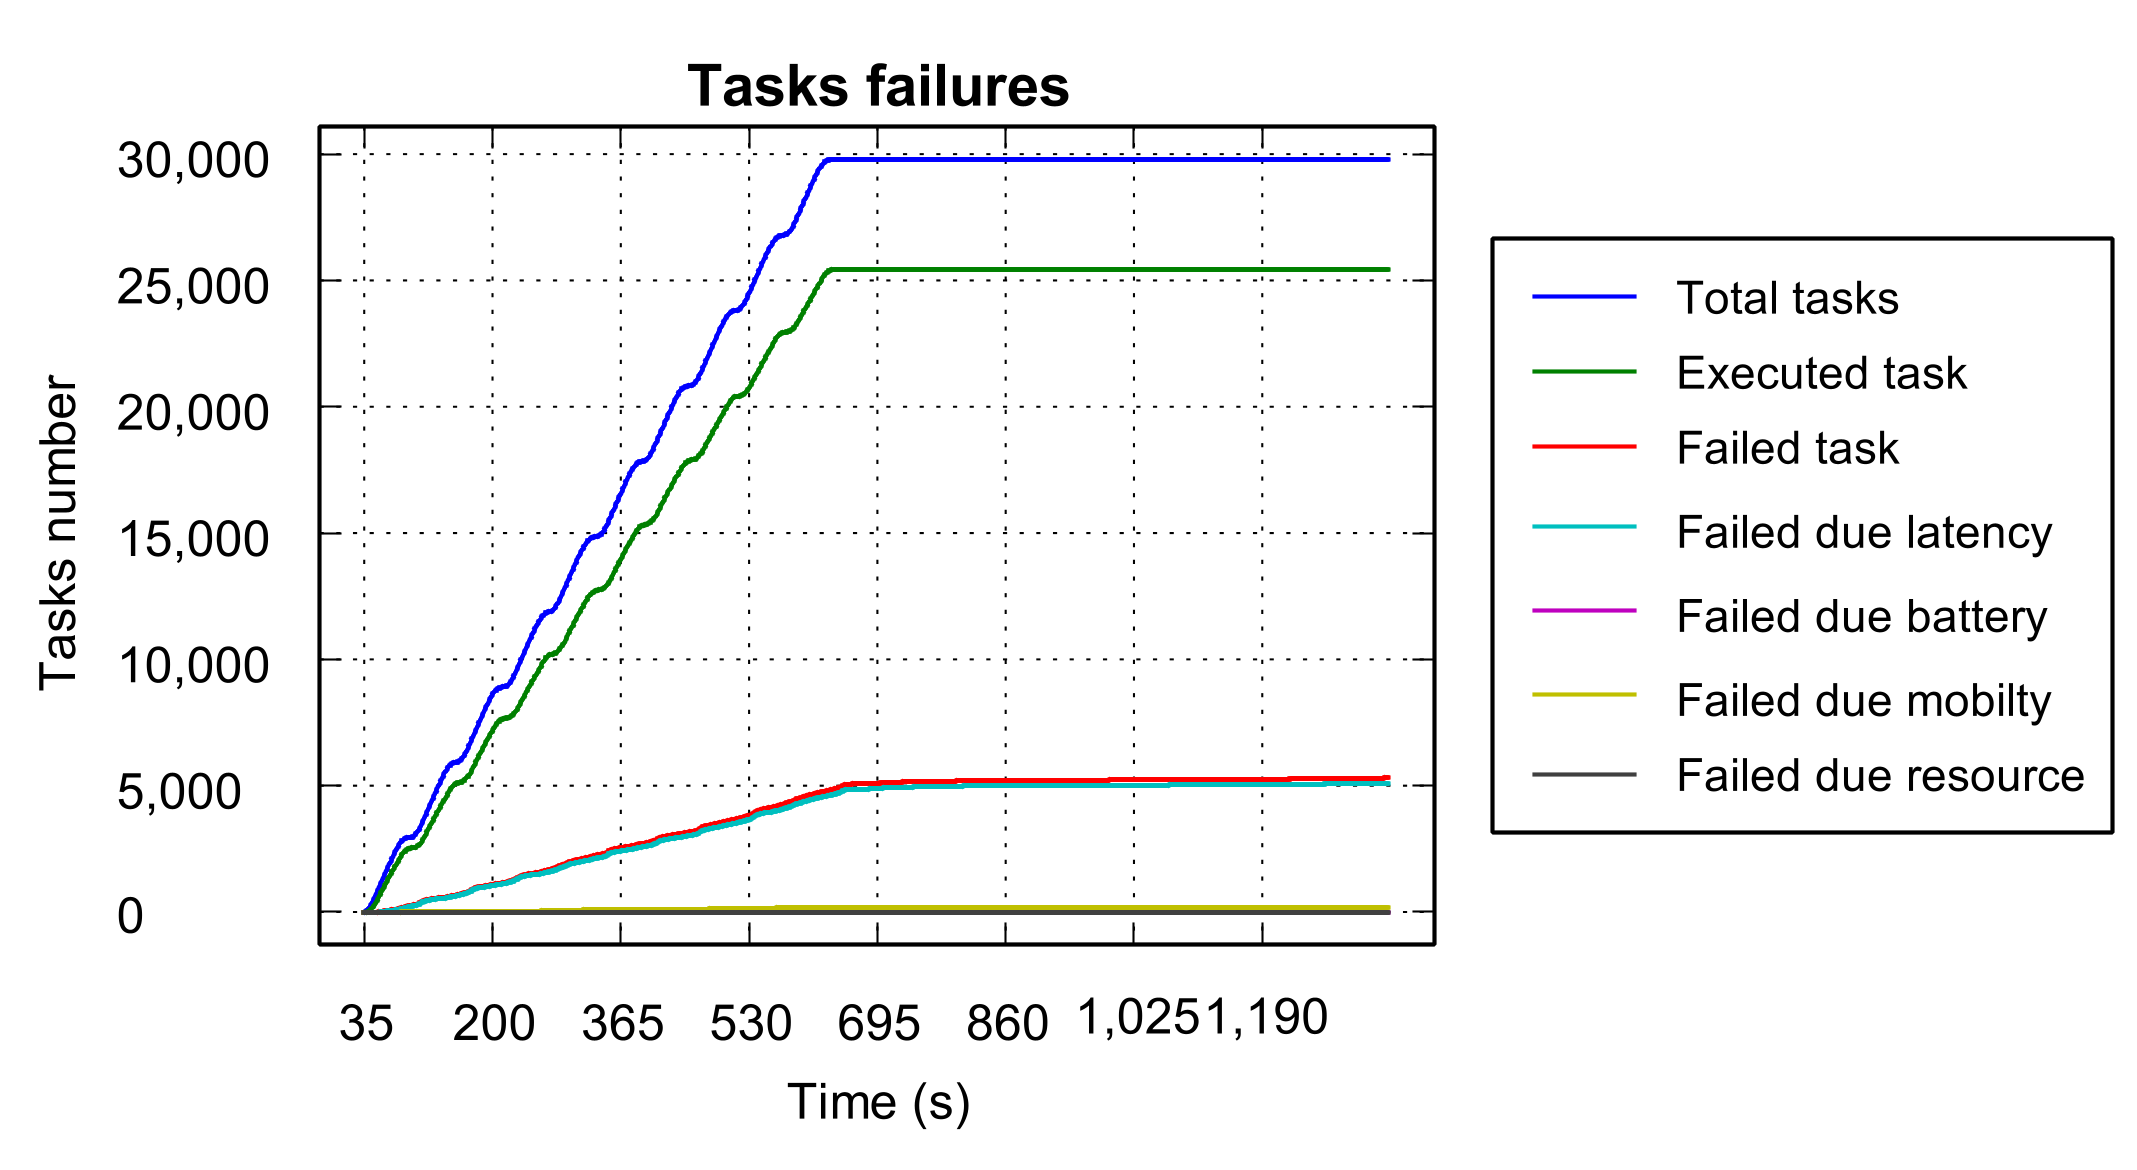 Tasks failures
30,000
25,000
20,000
15,000
10,000
5,000
0
Tasks number
35 200 365 530 695 860 1,025 1,190
Time (s)
Total tasks
Executed task
Failed task
Failed due latency
Failed due battery
Failed due mobilty
Failed due resource